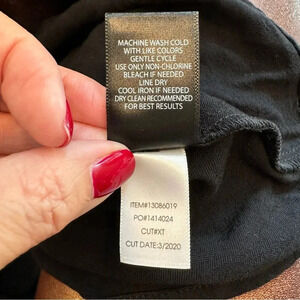 MACHINE WASH COLD
WITH LIKE COLORS
GENTLE CYCLE
USE ONLY NON-CHLORINE
BLEACH IF NEEDED
LINE DRY
COOL IRON IF NEEDED
DRY CLEAN RECOMMENDED
FOR BEST RESULTS
ITEM#13086019
PO#1414024
CUT#XT
CUT DATE:3/2020